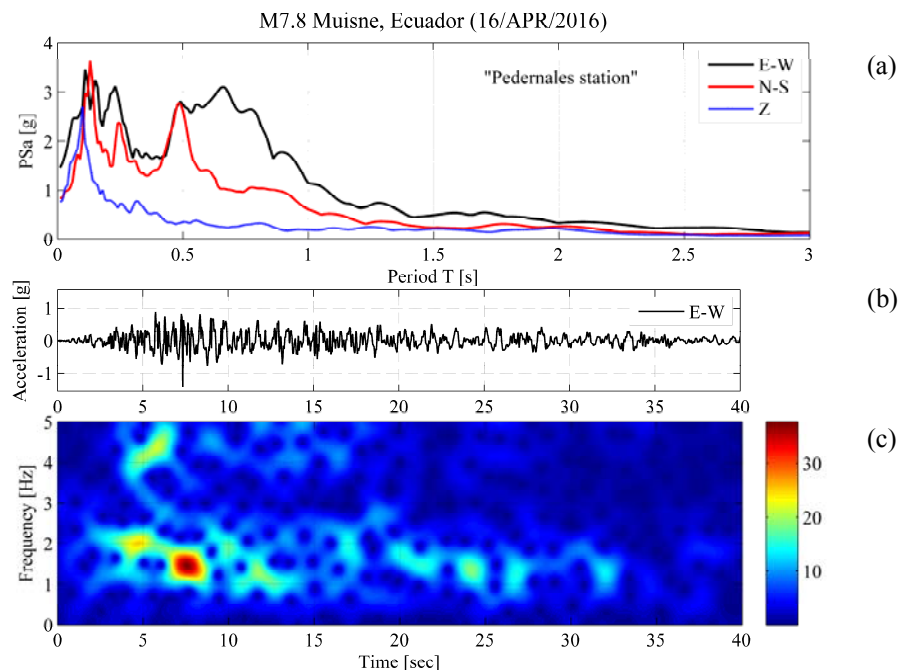 M7.8 Muisne, Ecuador (16/APR/2016)
(a)
PSa [g]
4
3
2
1
0
"Pedernales station"
E-W
N-S
Z
0 0.5 1 1.5 2 2.5 3
Period T [s]
(b)
Acceleration [g]
1
0
-1
E-W
0 5 10 15 20 25 30 35 40
(c)
Frequency [Hz]
5
4
3
2
1
0
0 5 10 15 20 25 30 35 40
Time [sec]
30
20
10